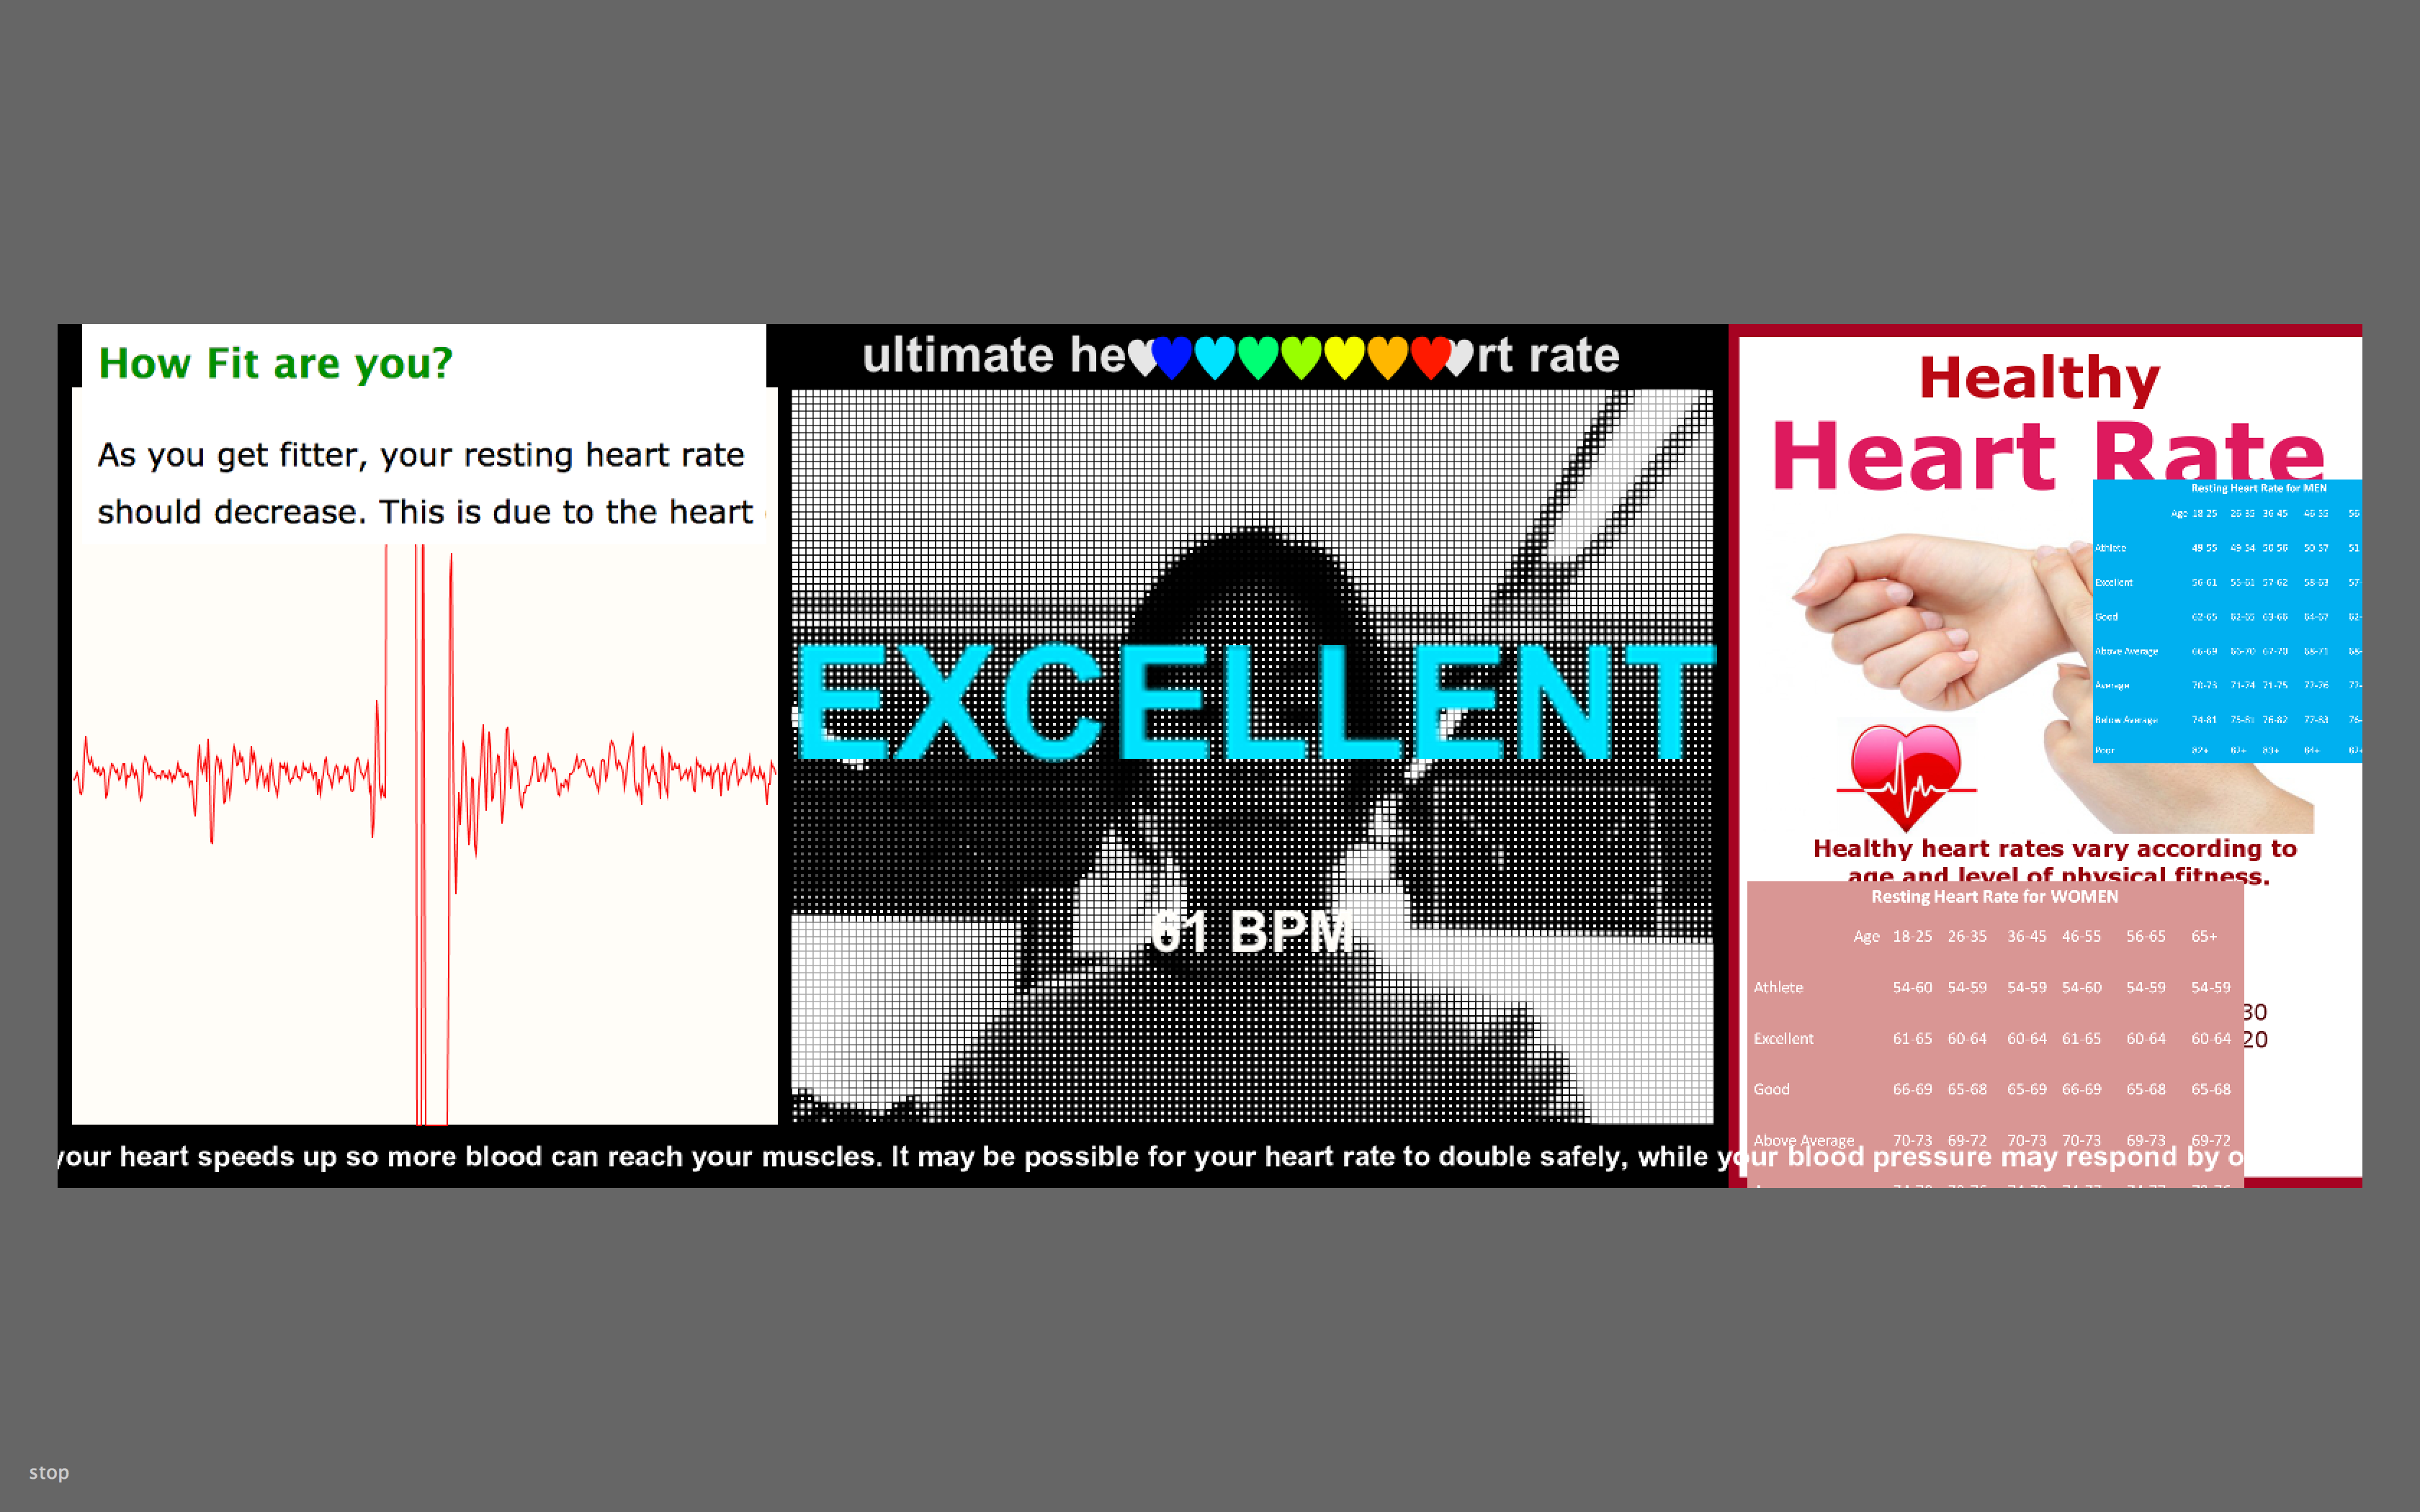 How Fit are you?
As you get fitter, your resting heart rate
should decrease. This is due to the heart
ultimate he rt rate
EXCELLENT
61 BPM
Healthy
Heart Rate
Resting Heart Rate for MEN
Age 18-25 26-35 36-45 46-55 56
Athlete 49-55 49-54 50-56 50-57 51
Excellent 56-61 55-61 57-62 58-63 57-
Good 62-65 62-65 63-66 64-67 62-
Above Average 66-69 66-70 67-70 68-71 68-
Average 70-73 71-74 71-75 72-76 72-
Below Average 74-81 75-81 76-82 77-83 76-
Poor 82+ 82+ 83+ 84+ 82+
Healthy heart rates vary according to
age and level of physical fitness.
Resting Heart Rate for WOMEN
Age 18-25 26-35 36-45 46-55 56-65 65+
Athlete 54-60 54-59 54-59 54-60 54-59 54-59
30
Excellent 61-65 60-64 60-64 61-65 60-64 60-64
20
Good 66-69 65-68 65-69 66-69 65-68 65-68
Above Average 70-73 69-72 70-73 70-73 69-73 69-72
your heart speeds up so more blood can reach your muscles. It may be possible for your heart rate to double safely, while your blood pressure may respond by o
stop